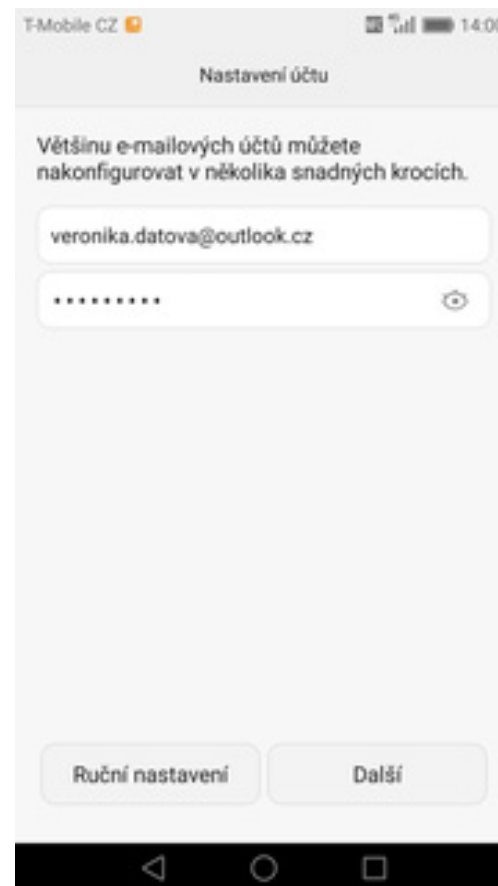 T-Mobile CZ 14:00
Nastavení účtu
Většinu e-mailových účtů můžete
nakonfigurovat v několika snadných krocích.
veronika.datova@outlook.cz
•••••••••
Ruční nastavení Další